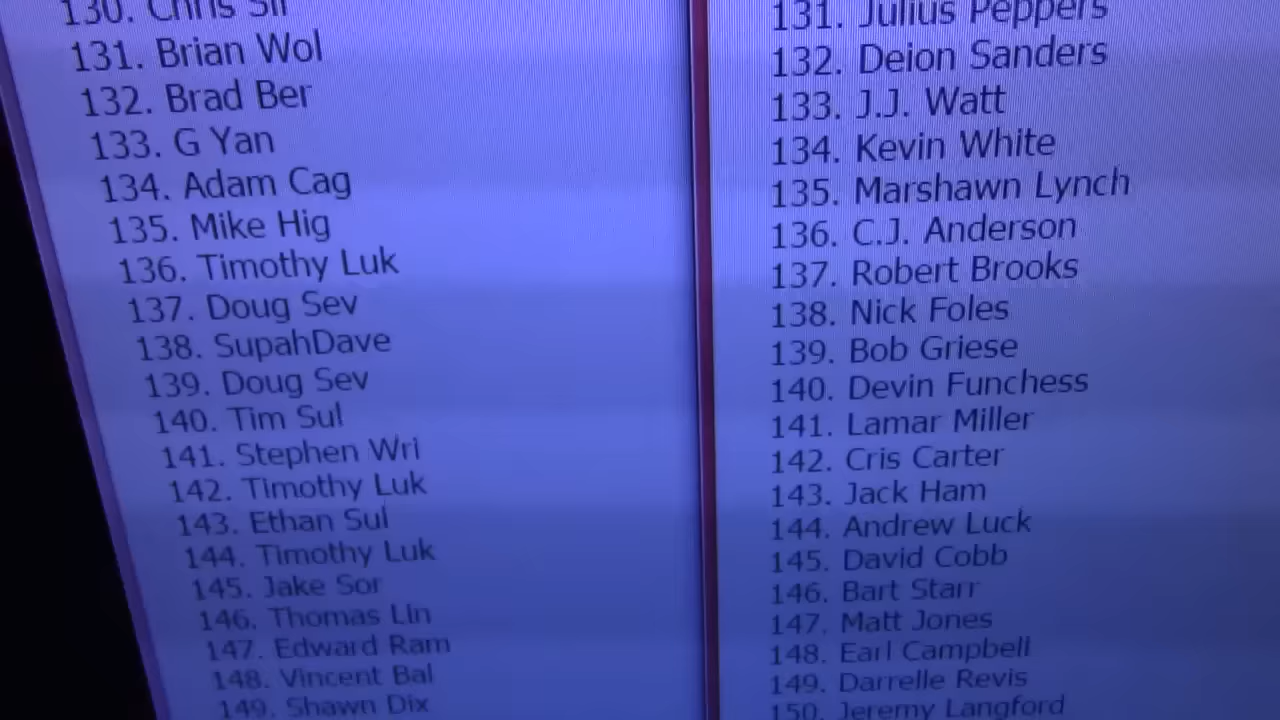 130. Chris Sil
131. Brian Wol
132. Brad Ber
133. G Yan
134. Adam Cag
135. Mike Hig
136. Timothy Luk
137. Doug Sev
138. SupahDave
139. Doug Sev
140. Tim Sul
141. Stephen Wri
142. Timothy Luk
143. Ethan Sul
144. Timothy Luk
145. Jake Sor
146. Thomas Lin
147. Edward Ram
148. Vincent Bal
149. Shawn Dix
131. Julius Peppers
132. Deion Sanders
133. J.J. Watt
134. Kevin White
135. Marshawn Lynch
136. C.J. Anderson
137. Robert Brooks
138. Nick Foles
139. Bob Griese
140. Devin Funchess
141. Lamar Miller
142. Cris Carter
143. Jack Ham
144. Andrew Luck
145. David Cobb
146. Bart Starr
147. Matt Jones
148. Earl Campbell
149. Darrelle Revis
150. Jeremy Langford